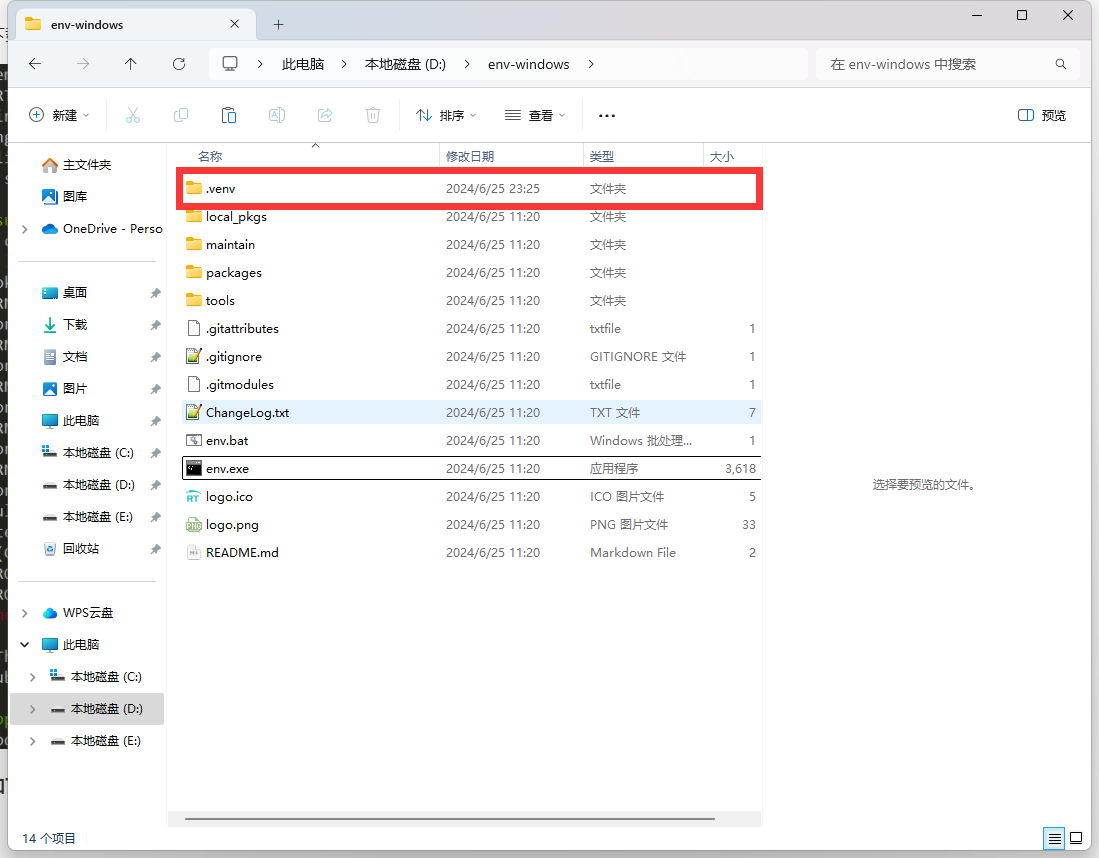 env-windows
此电脑
本地磁盘 (D:)
env-windows
在 env-windows 中搜索
新建
排序
查看
预览
名称 修改日期 类型 大小
.venv 2024/6/25 23:25 文件夹
local_pkgs 2024/6/25 11:20 文件夹
maintain 2024/6/25 11:20 文件夹
packages 2024/6/25 11:20 文件夹
tools 2024/6/25 11:20 文件夹
.gitattributes 2024/6/25 11:20 txtfile 1
.gitignore 2024/6/25 11:20 GITIGNORE 文件 1
.gitmodules 2024/6/25 11:20 txtfile 1
ChangeLog.txt 2024/6/25 11:20 TXT 文件 7
env.bat 2024/6/25 11:20 Windows 批处理... 1
env.exe 2024/6/25 11:20 应用程序 3,618
logo.ico 2024/6/25 11:20 ICO 图片文件 5
logo.png 2024/6/25 11:20 PNG 图片文件 33
README.md 2024/6/25 11:20 Markdown File 2
主文件夹
图库
OneDrive - Perso
桌面
下载
文档
图片
此电脑
本地磁盘 (C:)
本地磁盘 (D:)
本地磁盘 (E:)
回收站
WPS云盘
此电脑
本地磁盘 (C:)
本地磁盘 (D:)
本地磁盘 (E:)
选择要预览的文件。
14 个项目